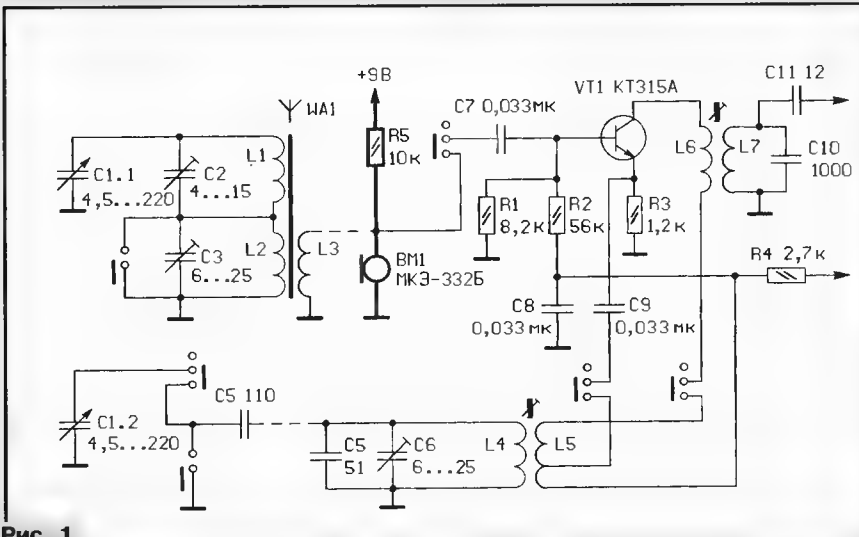 +9В
WA1
R5
10к
C7 0,033мк
VT1 КТ315А
C11 12
C1.1
4,5...220
C2
4...15
L1
L6
L7
C10
1000
C3
6...25
L2
L3
BM1
МКЭ-332Б
R1
8,2к
R2
56к
R3
1,2к
R4 2,7к
C8
0,033 мк
C9
0,033мк
C1.2
4,5...220
C5 110
C5
51
C6
6...25
L4
L5
Рис. 1